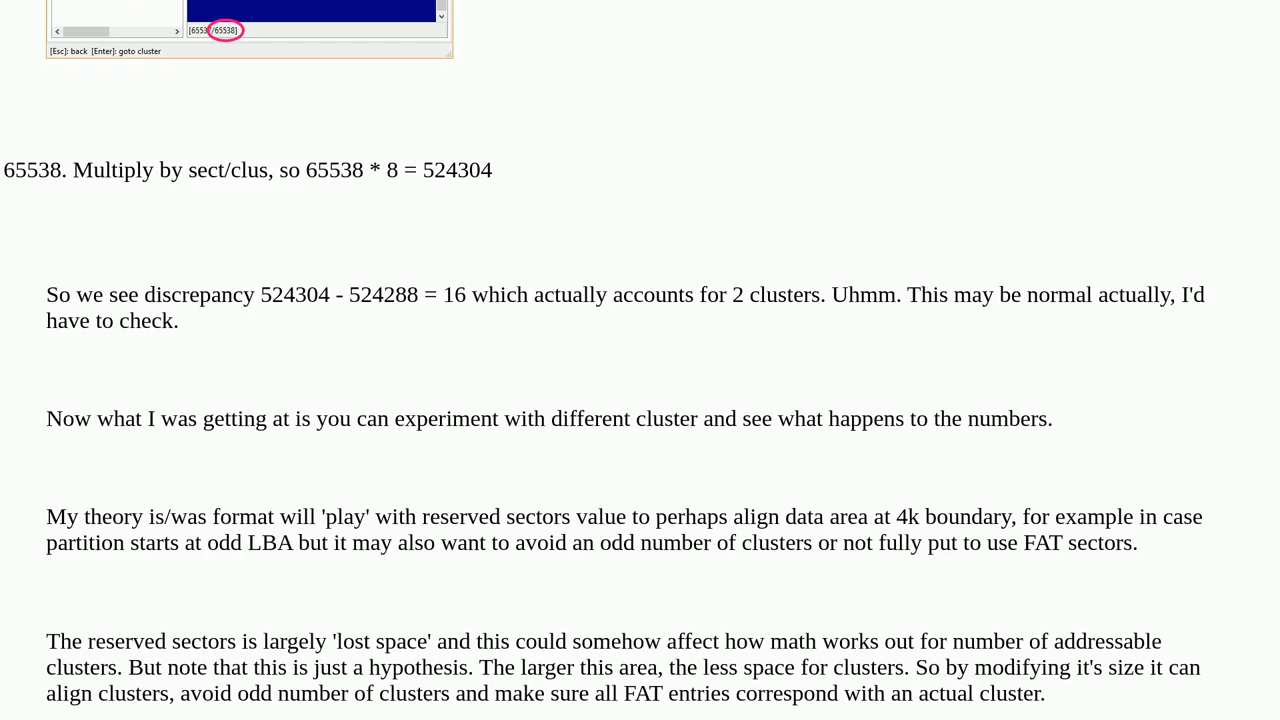 [65537/65538]
[Esc]: back [Enter]: goto cluster
65538. Multiply by sect/clus, so 65538 * 8 = 524304
So we see discrepancy 524304 - 524288 = 16 which actually accounts for 2 clusters. Uhmm. This may be normal actually, I'd
have to check.
Now what I was getting at is you can experiment with different cluster and see what happens to the numbers.
My theory is/was format will 'play' with reserved sectors value to perhaps align data area at 4k boundary, for example in case
partition starts at odd LBA but it may also want to avoid an odd number of clusters or not fully put to use FAT sectors.
The reserved sectors is largely 'lost space' and this could somehow affect how math works out for number of addressable
clusters. But note that this is just a hypothesis. The larger this area, the less space for clusters. So by modifying it's size it can
align clusters, avoid odd number of clusters and make sure all FAT entries correspond with an actual cluster.